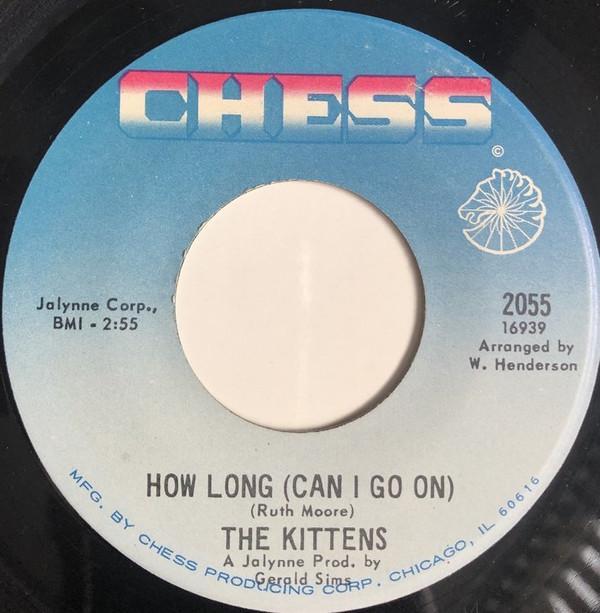 CHESS
©
Jalynne Corp.,
BMI - 2:55
2055
16939
Arranged by
W. Henderson
HOW LONG (CAN I GO ON)
(Ruth Moore)
THE KITTENS
A Jalynne Prod. by
Gerald Sims
MFG. BY CHESS PRODUCING CORP. CHICAGO, IL 60616